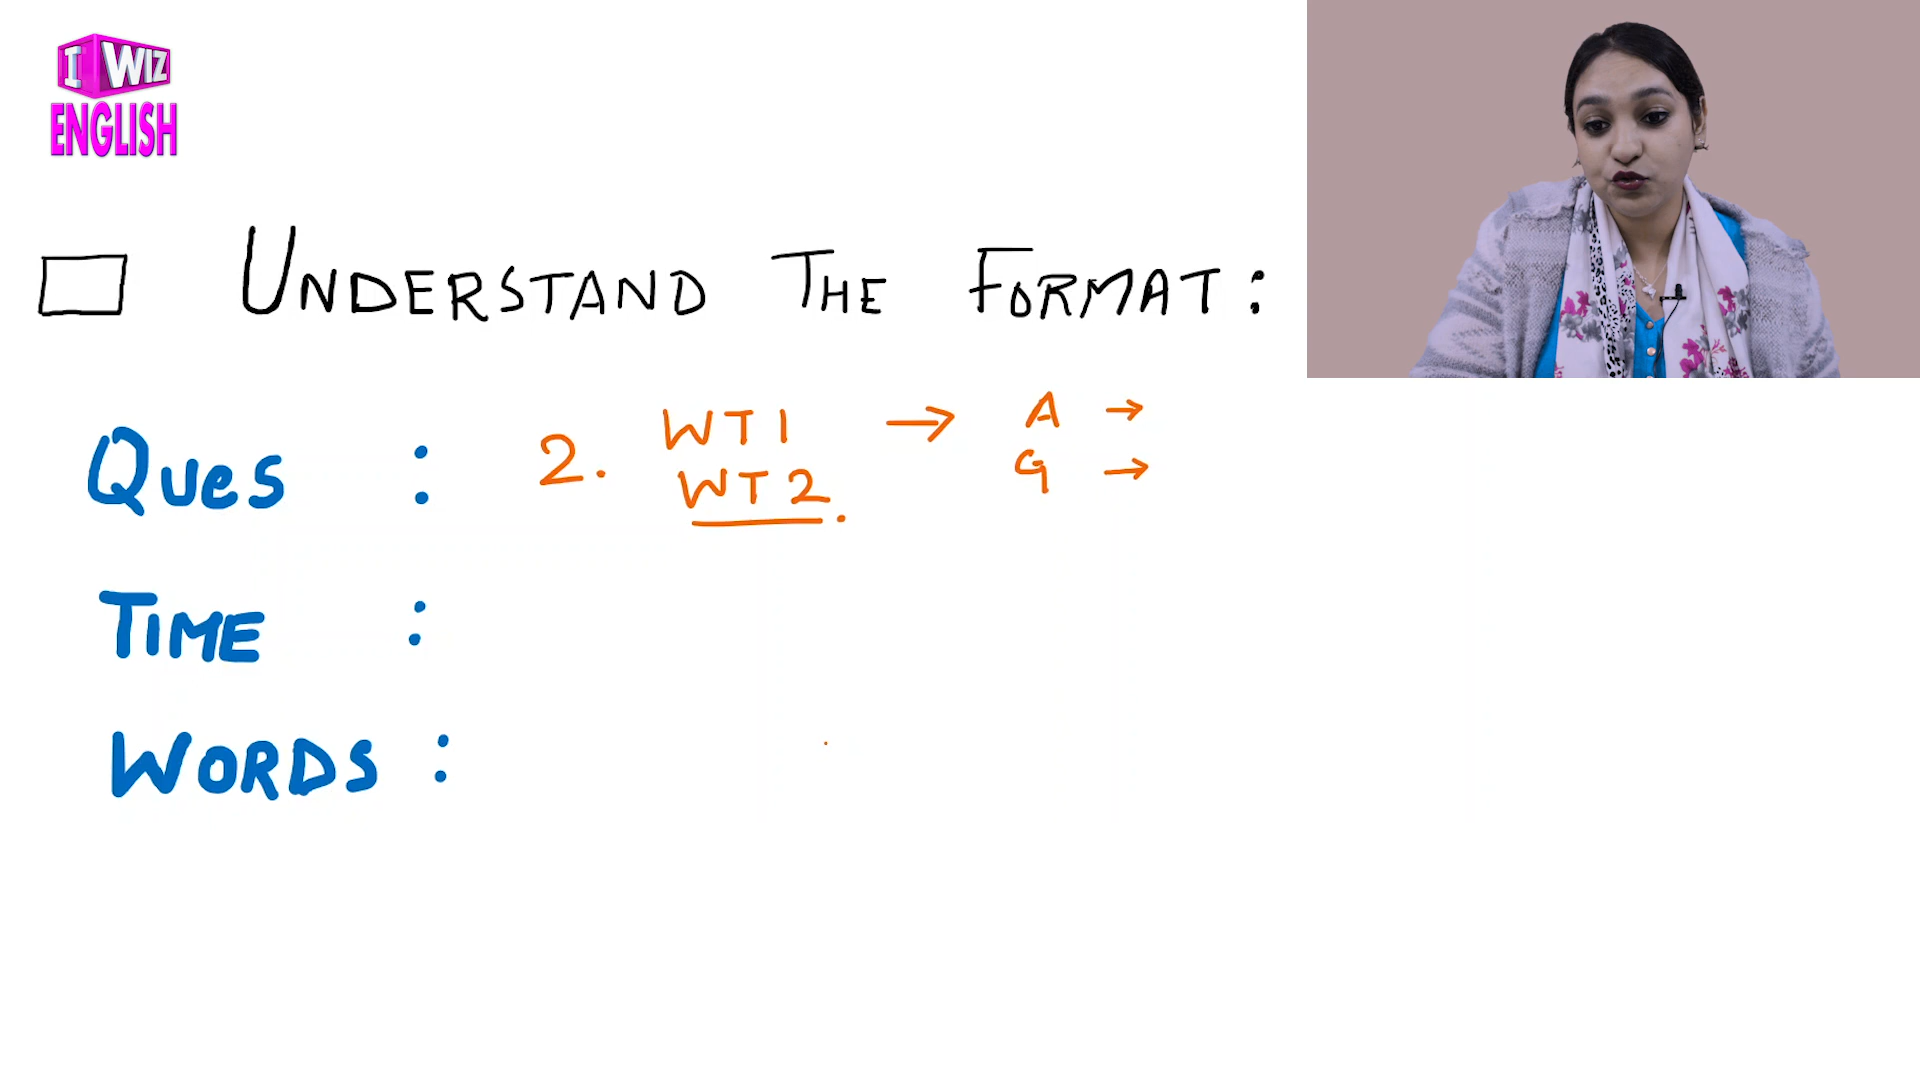 I WIZ
ENGLISH
UNDERSTAND THE FORMAT:
QUES : 2. WT1 → A →
WT2. G →
TIME :
WORDS :